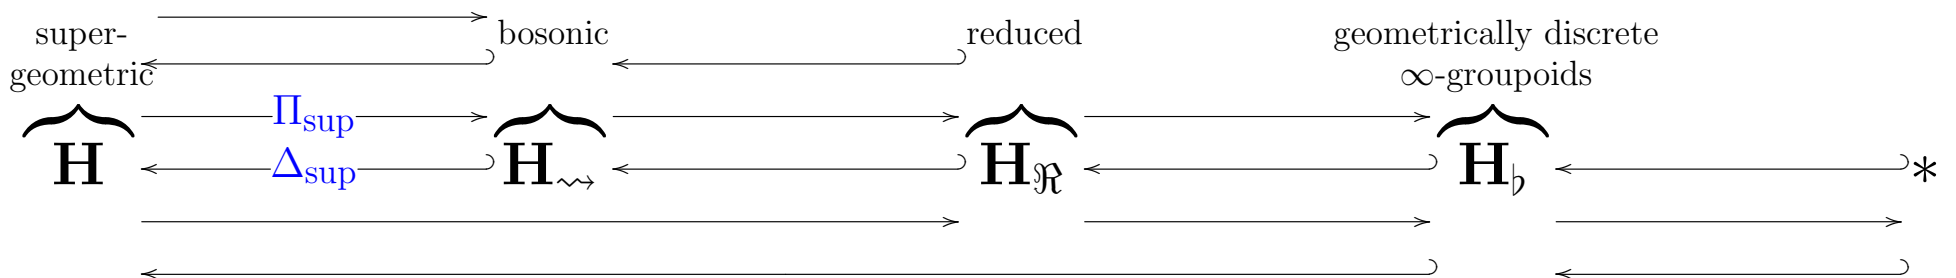 super- bosonic reduced geometrically discrete
geometric ∞-groupoids
Π_sup
H Δ_sup H_⇝ H_ℜ H_♭ *